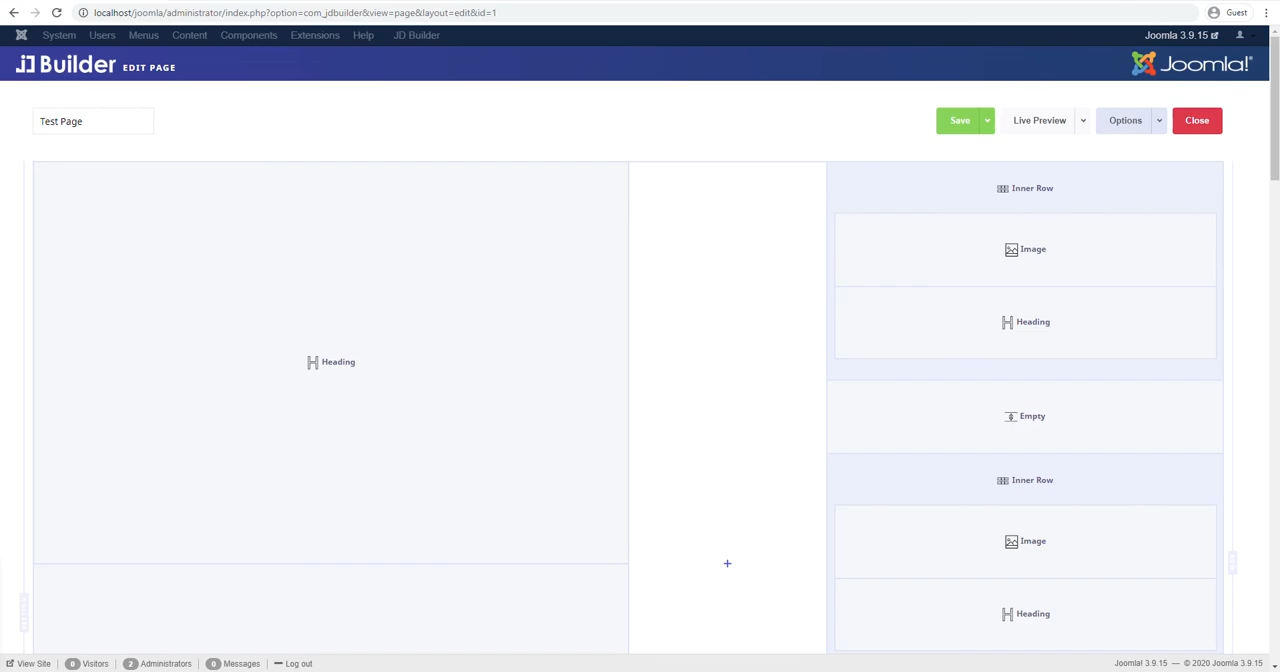 localhost/joomla/administrator/index.php?option=com_jdbuilder&view=page&layout=edit&id=1
Guest
System Users Menus Content Components Extensions Help JD Builder
Joomla 3.9.15
JD Builder EDIT PAGE
Joomla!®
Test Page
Save
Live Preview
Options
Close
Heading
Inner Row
Image
Heading
Empty
Inner Row
Image
Heading
+
View Site
0 Visitors
2 Administrators
0 Messages
Log out
Joomla! 3.9.15 — © 2020 Joomla 3.9.15